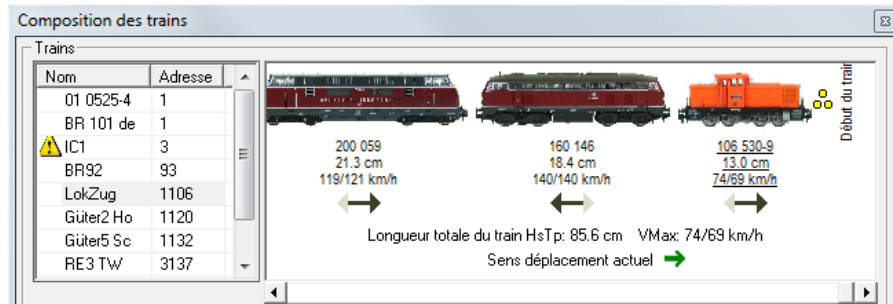 Composition des trains
Trains
Nom Adresse
01 0525-4 1
BR 101 de 1
IC1 3
BR92 93
LokZug 1106
Güter2 Ho 1120
Güter5 Sc 1132
RE3 TW 3137
200 059
21.3 cm
119/121 km/h
160 146
18.4 cm
140/140 km/h
106 530-9
13.0 cm
74/69 km/h
Début du train
Longueur totale du train HsTp: 85.6 cm VMax: 74/69 km/h
Sens déplacement actuel